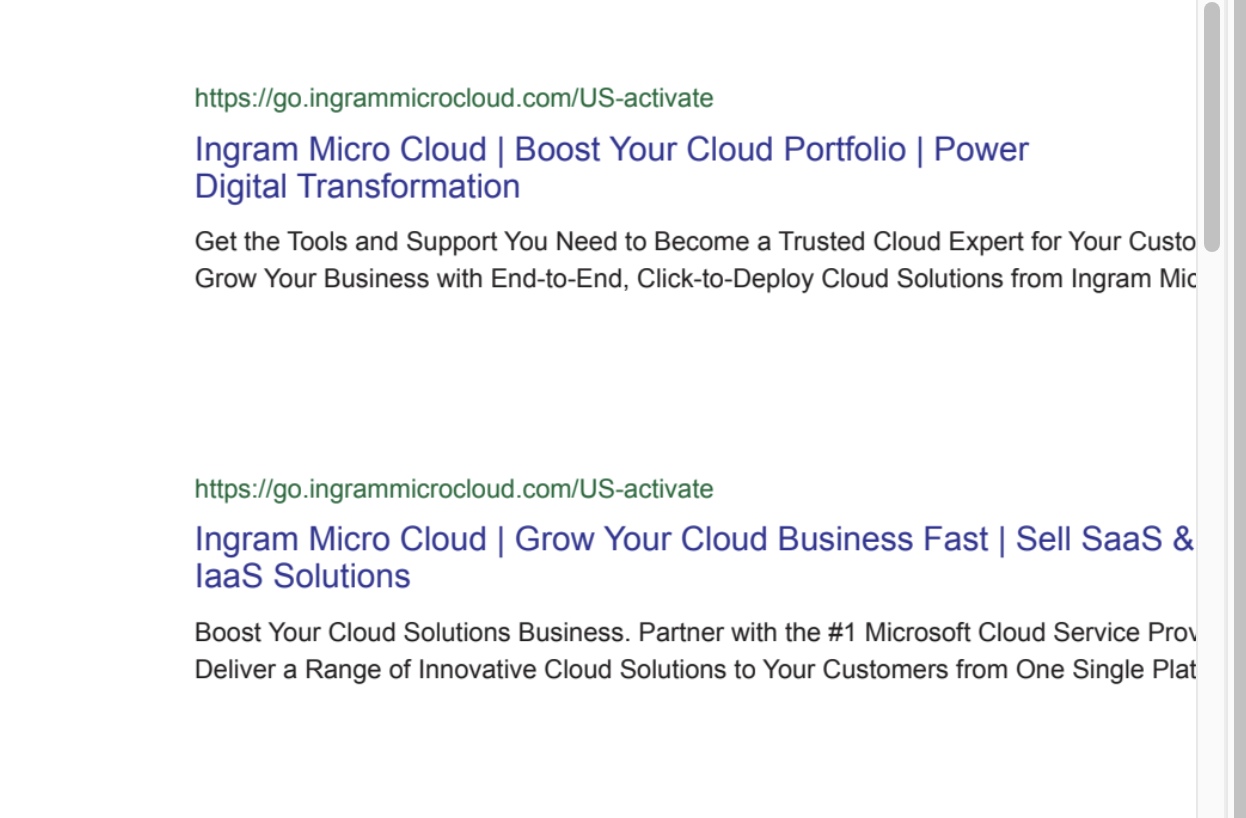 https://go.ingrammicrocloud.com/US-activate
Ingram Micro Cloud | Boost Your Cloud Portfolio | Power
Digital Transformation
Get the Tools and Support You Need to Become a Trusted Cloud Expert for Your Custo
Grow Your Business with End-to-End, Click-to-Deploy Cloud Solutions from Ingram Mic
https://go.ingrammicrocloud.com/US-activate
Ingram Micro Cloud | Grow Your Cloud Business Fast | Sell SaaS &
IaaS Solutions
Boost Your Cloud Solutions Business. Partner with the #1 Microsoft Cloud Service Prov
Deliver a Range of Innovative Cloud Solutions to Your Customers from One Single Plat